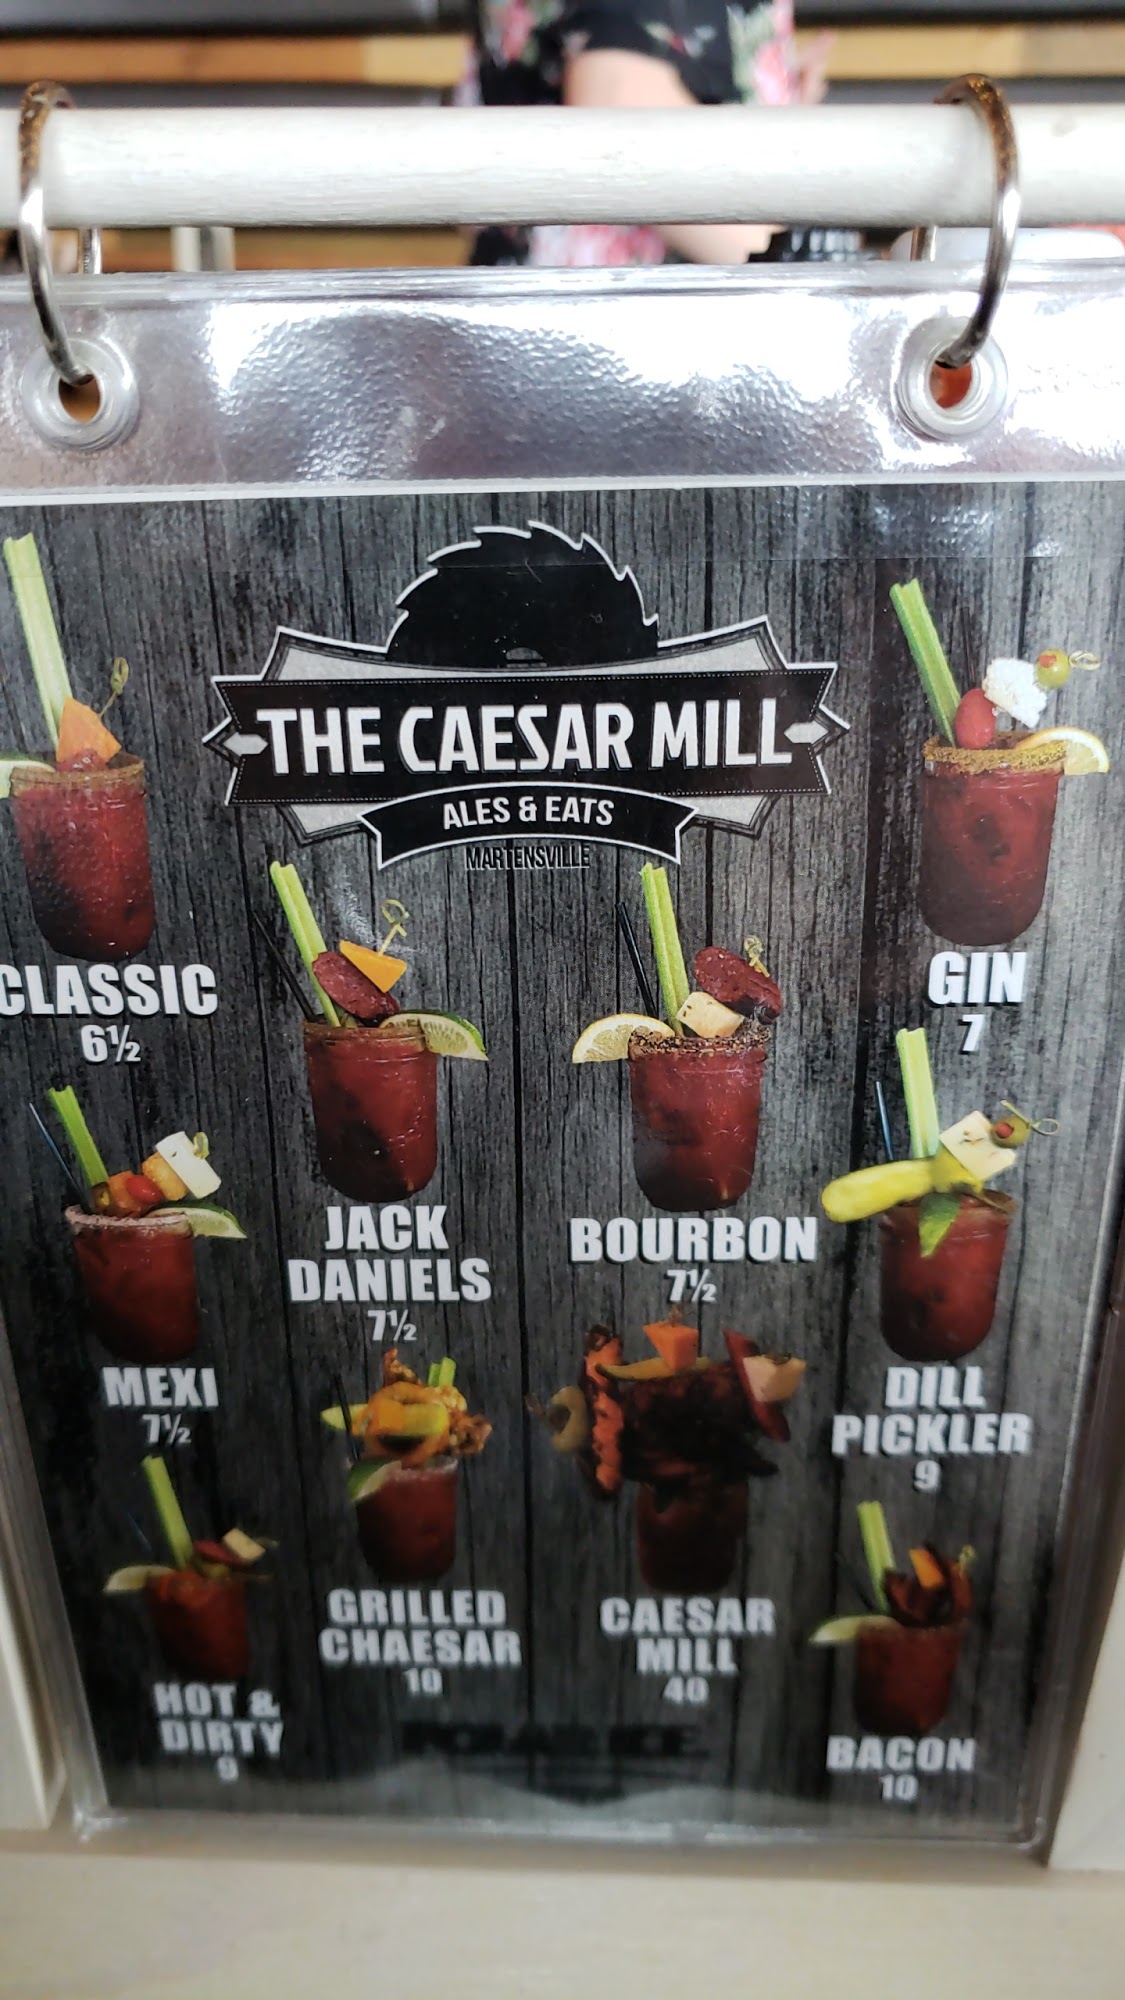 THE CAESAR MILL
ALES & EATS
MARTENSVILLE
CLASSIC
6½
GIN
7
JACK
DANIELS
7½
BOURBON
7½
MEXI
7½
DILL
PICKLER
9
GRILLED
CHAESAR
10
CAESAR
MILL
40
HOT &
DIRTY
9
BACON
10